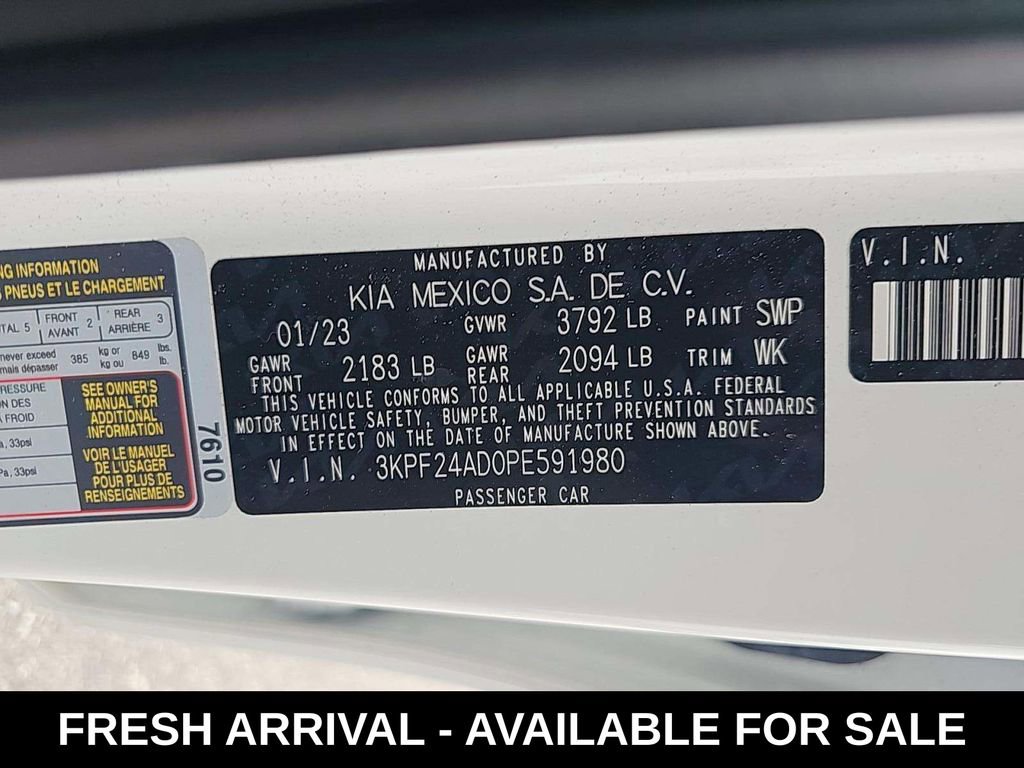 NG INFORMATION
S PNEUS ET LE CHARGEMENT
TAL 5 FRONT AVANT 2 REAR ARRIÈRE 3
never exceed
mais dépasser 385 kg or kg ou 849 lbs. lb.
PRESSURE
ON DES
A FROID
a, 33psi
Pa, 33psi
SEE OWNER'S
MANUAL FOR
ADDITIONAL
INFORMATION
VOIR LE MANUEL
DE L'USAGER
POUR PLUS DE
RENSEIGNEMENTS
7610
MANUFACTURED BY
KIA MEXICO S.A. DE C.V.
01/23 GVWR 3792 LB PAINT SWP
GAWR FRONT 2183 LB GAWR REAR 2094 LB TRIM WK
THIS VEHICLE CONFORMS TO ALL APPLICABLE U.S.A. FEDERAL
MOTOR VEHICLE SAFETY, BUMPER, AND THEFT PREVENTION STANDARDS
IN EFFECT ON THE DATE OF MANUFACTURE SHOWN ABOVE.
V.I.N. 3KPF24AD0PE591980
PASSENGER CAR
V.I.N.
FRESH ARRIVAL - AVAILABLE FOR SALE